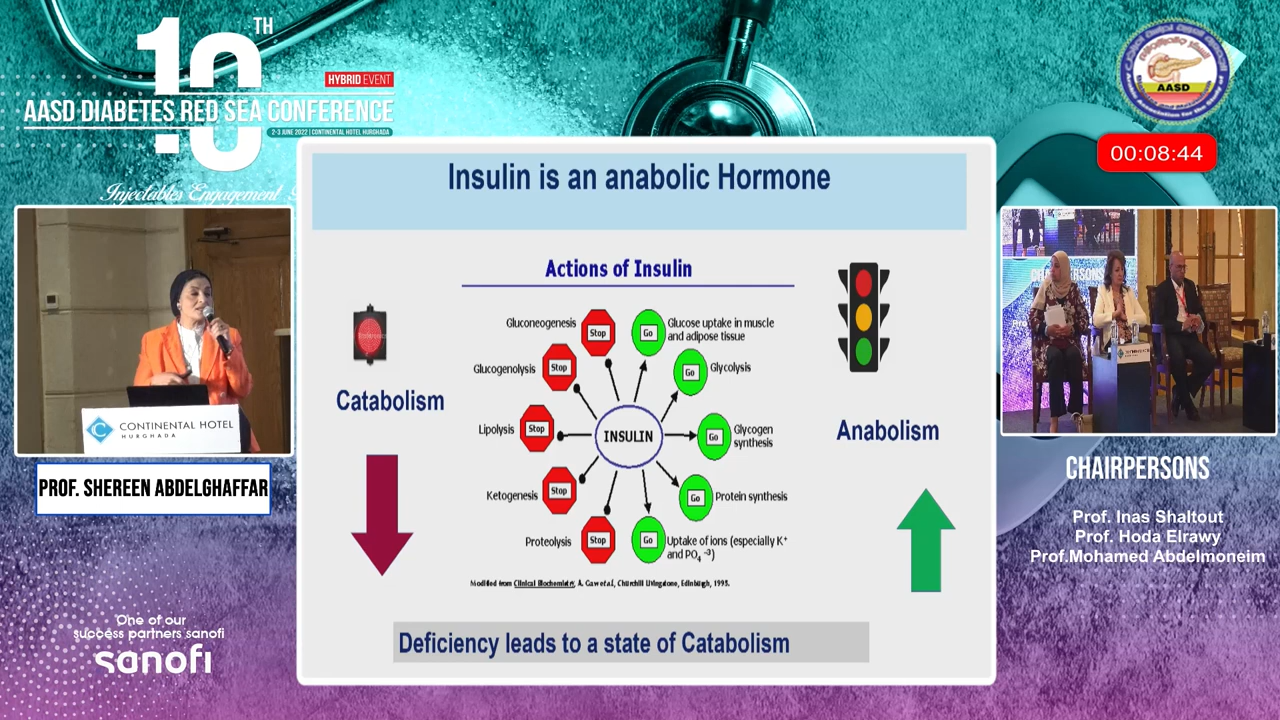 10TH
HYBRID EVENT
AASD DIABETES RED SEA CONFERENCE
2-3 JUNE 2022 | CONTINENTAL HOTEL HURGHADA
Injectables Engagement
AASD
00:08:44
Insulin is an anabolic Hormone
Actions of Insulin
Gluconeogenesis
Stop
Go
Glucose uptake in muscle
and adipose tissue
Glucogenolysis
Stop
Go
Glycolysis
Catabolism
Lipolysis
Stop
INSULIN
Go
Glycogen
synthesis
Anabolism
Ketogenesis
Stop
Go
Protein synthesis
Proteolysis
Stop
Go
Uptake of ions (especially K⁺
and PO₄ ⁻³)
Modified from Clinical Biochemistry, A. Gaw et al., Churchill Livingstone, Edinburgh, 1995.
Deficiency leads to a state of Catabolism
CONTINENTAL HOTEL
HURGHADA
PROF. SHEREEN ABDELGHAFFAR
One of our
success partners sanofi
sanofi
CHAIRPERSONS
Prof. Inas Shaltout
Prof. Hoda Elrawy
Prof.Mohamed Abdelmoneim